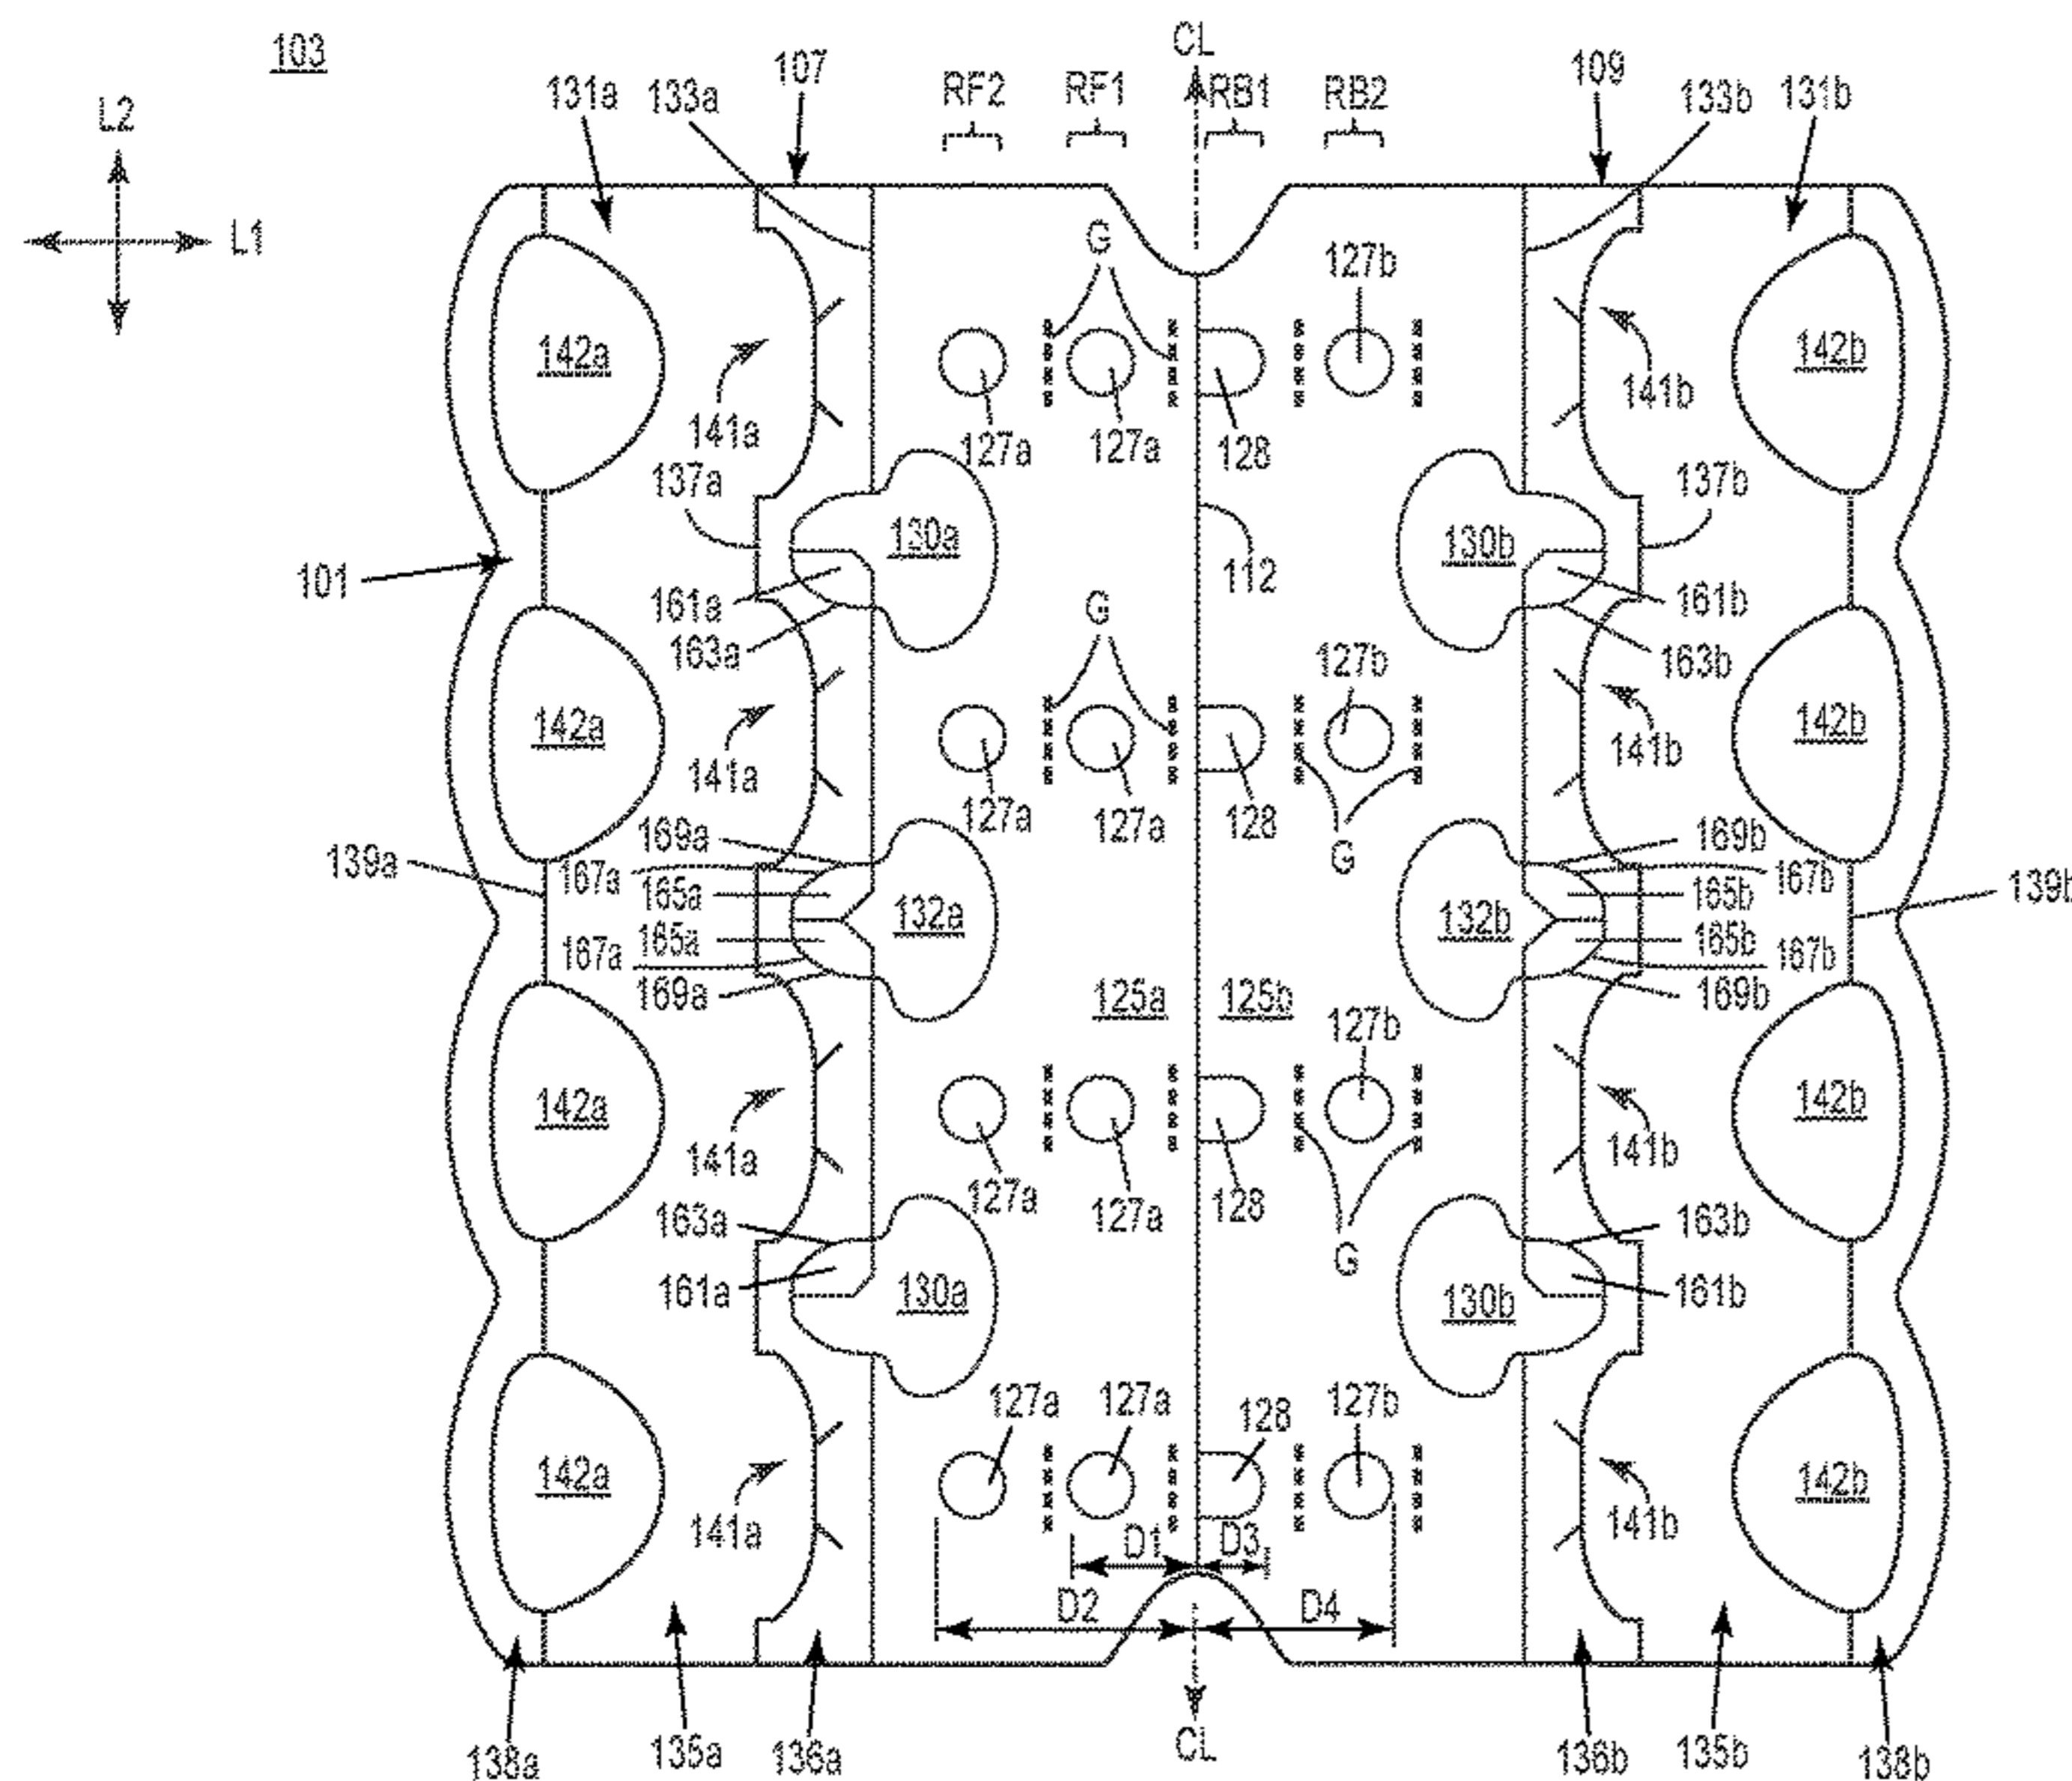 103
CL
107
109
L2
131a
133a
RF2
RF1
RB1
RB2
133b
131b
L1
G
127b
142a
142b
141a
127a
127a
128
141b
137a
137b
130a
130b
101
112
161a
161b
G
163a
127b
163b
142a
142b
141a
127a
127a
128
141b
G
169a
169b
139a
167a
167b
165a
165b
139b
132a
132b
165a
165b
167a
167b
169a
125a
125b
127b
169b
142a
142b
141a
127a
127a
128
141b
163a
163b
G
161a
130a
130b
161b
127a
127a
128
127b
142a
142b
141a
141b
D1
D3
D2
D4
138a
135a
136a
CL
136b
135b
138b